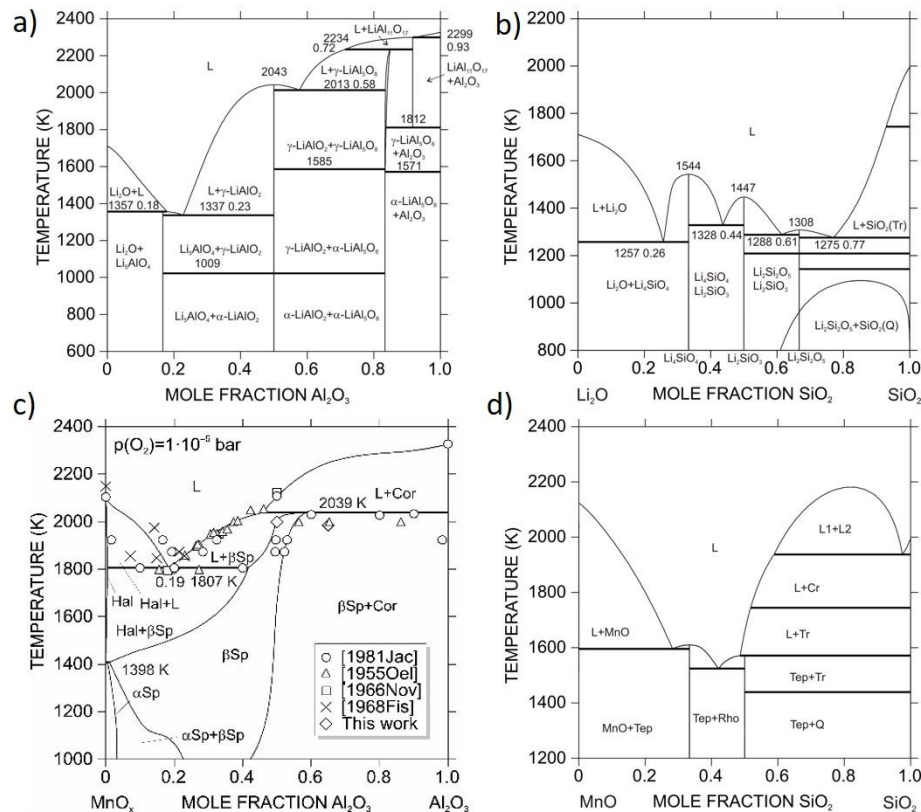 a)
2400
2200
2000
1800
1600
1400
1200
1000
800
600
TEMPERATURE (K)
2234
0.72
L+LiAl₁₁O₁₇
2299
0.93
L
2043
L+γ-LiAl₅O₈
2013 0.58
LiAl₁₁O₁₇
+Al₂O₃
1812
γ-LiAlO₂+γ-LiAl₅O₈
1585
γ-LiAl₅O₈
+Al₂O₃
1571
Li₂O+L
1357 0.18
L+γ-LiAlO₂
1337 0.23
α-LiAl₅O₈
+Al₂O₃
Li₂O+
Li₅AlO₄
Li₅AlO₄+γ-LiAlO₂
1009
γ-LiAlO₂+α-LiAl₅O₈
Li₅AlO₄+α-LiAlO₂
α-LiAlO₂+α-LiAl₅O₈
0 0.2 0.4 0.6 0.8 1.0
MOLE FRACTION Al₂O₃
b)
2200
2000
1800
1600
1400
1200
1000
800
TEMPERATURE (K)
L
1544
1447
1308
L+Li₂O
L+SiO₂(Tr)
1257 0.26
1328 0.44
1288 0.61
1275 0.77
Li₂O+Li₄SiO₄
Li₄SiO₄
Li₂SiO₃
Li₂Si₂O₅
Li₂SiO₃
Li₂Si₂O₅+SiO₂(Q)
0 0.2 0.4 0.6 0.8 1.0
Li₄SiO₄
Li₂SiO₃
Li₂Si₂O₅
Li₂O
MOLE FRACTION SiO₂
SiO₂
c)
2400
2200
2000
1800
1600
1400
1200
1000
TEMPERATURE (K)
p(O₂)=1·10⁻⁵ bar
L
L+Cor
2039 K
L+βSp
0.19 1807 K
Hal
Hal+L
Hal+βSp
βSp+Cor
βSp
1398 K
αSp
αSp+βSp
[1981Jac]
[1955Oel]
[1966Nov]
[1968Fis]
This work
0 0.2 0.4 0.6 0.8 1.0
MnOₓ
MOLE FRACTION Al₂O₃
Al₂O₃
d)
2400
2200
2000
1800
1600
1400
1200
TEMPERATURE (K)
L1+L2
L
L+Cr
L+MnO
L+Tr
Tep+Tr
MnO+Tep
Tep+Rho
Tep+Q
0 0.2 0.4 0.6 0.8 1.0
MnO
MOLE FRACTION SiO₂
SiO₂